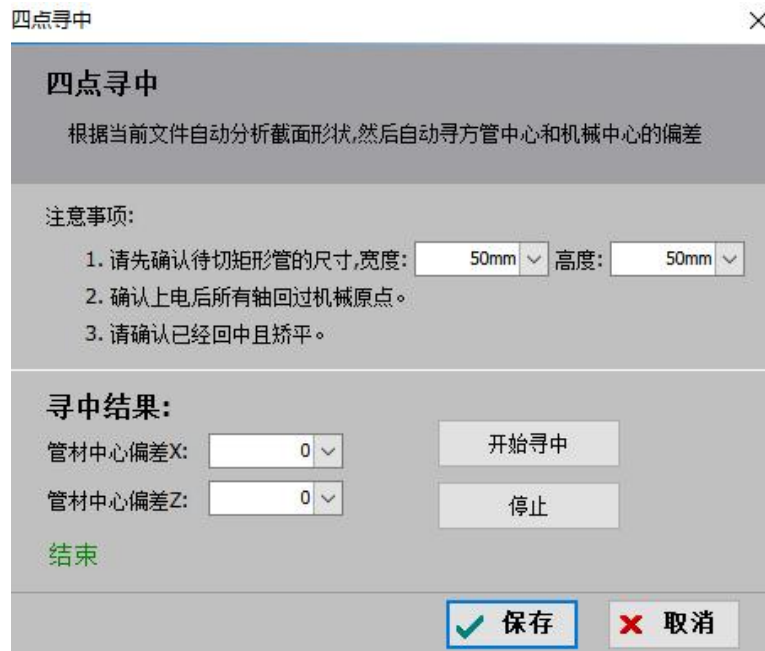 四点寻中
四点寻中
根据当前文件自动分析截面形状,然后自动寻方管中心和机械中心的偏差
注意事项:
1. 请先确认待切矩形管的尺寸,宽度: 50mm 高度: 50mm
2. 确认上电后所有轴回过机械原点。
3. 请确认已经回中且矫平。
寻中结果:
管材中心偏差X: 0 开始寻中
管材中心偏差Z: 0 停止
结束
保存 取消